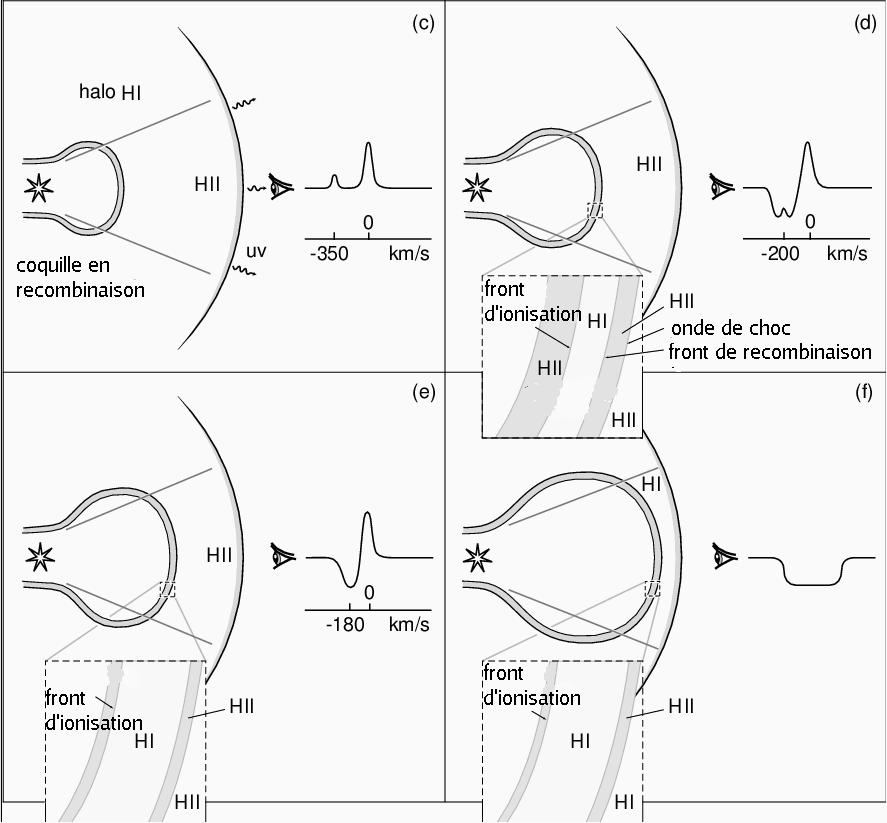 (c)
halo HI
HII
uv
coquille en
recombinaison
0
-350 km/s
(d)
HII
0
-200 km/s
front
d'ionisation
HI
HII
HII
onde de choc
front de recombinaison
HII
(e)
HII
0
-180 km/s
front
d'ionisation
HI
HII
HII
(f)
HI
front
d'ionisation
HI
HII
HI